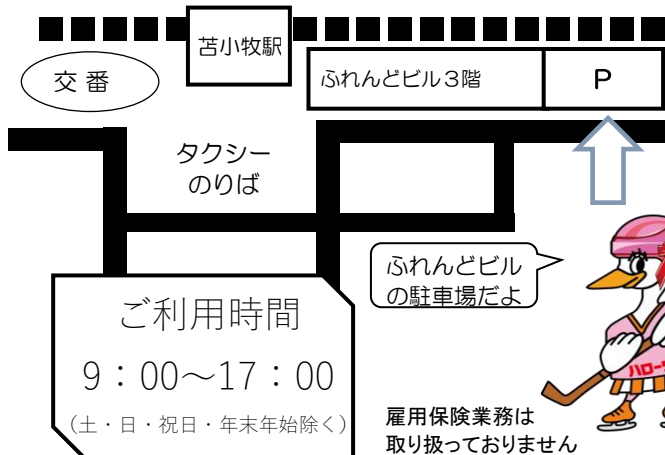 苫小牧駅
交番
ふれんどビル3階
P
タクシー
のりば
ふれんどビル
の駐車場だよ
ご利用時間
9：00～17：00
（土・日・祝日・年末年始除く）
雇用保険業務は
取り扱っておりません